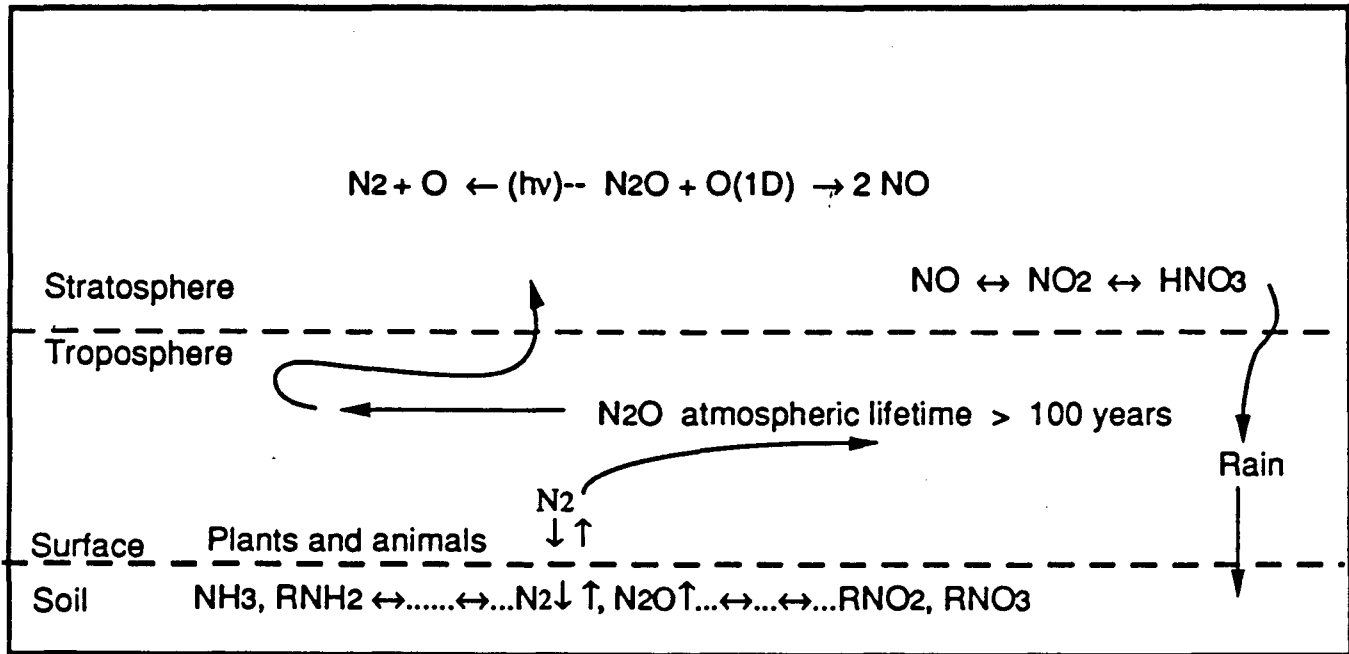 N2 + O ← (hν)-- N2O + O(1D) → 2 NO
Stratosphere
NO ↔ NO2 ↔ HNO3
Troposphere
N2O atmospheric lifetime > 100 years
Rain
N2
↓ ↑
Surface Plants and animals
Soil NH3, RNH2 ↔......↔...N2↓ ↑, N2O↑...↔...↔...RNO2, RNO3